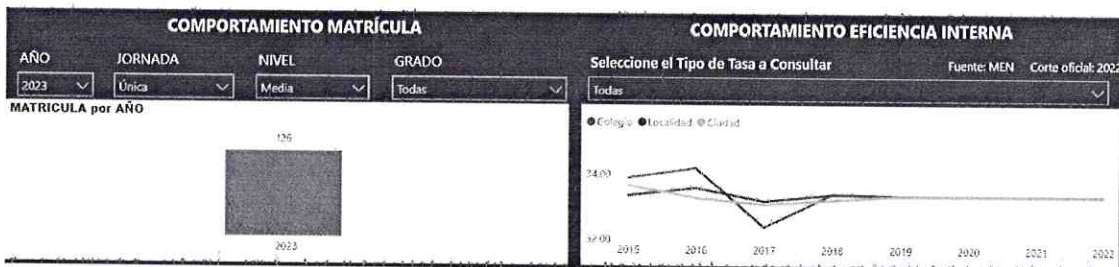 COMPORTAMIENTO MATRÍCULA
AÑO JORNADA NIVEL GRADO
2023 Única Media Todas
MATRICULA por AÑO
126
2023
COMPORTAMIENTO EFICIENCIA INTERNA
Seleccione el Tipo de Tasa a Consultar Fuente: MEN Corte oficial: 2022
Todas
Colegio Localidad Ciudad
34.00
32.00
2015 2016 2017 2018 2019 2020 2021 2022